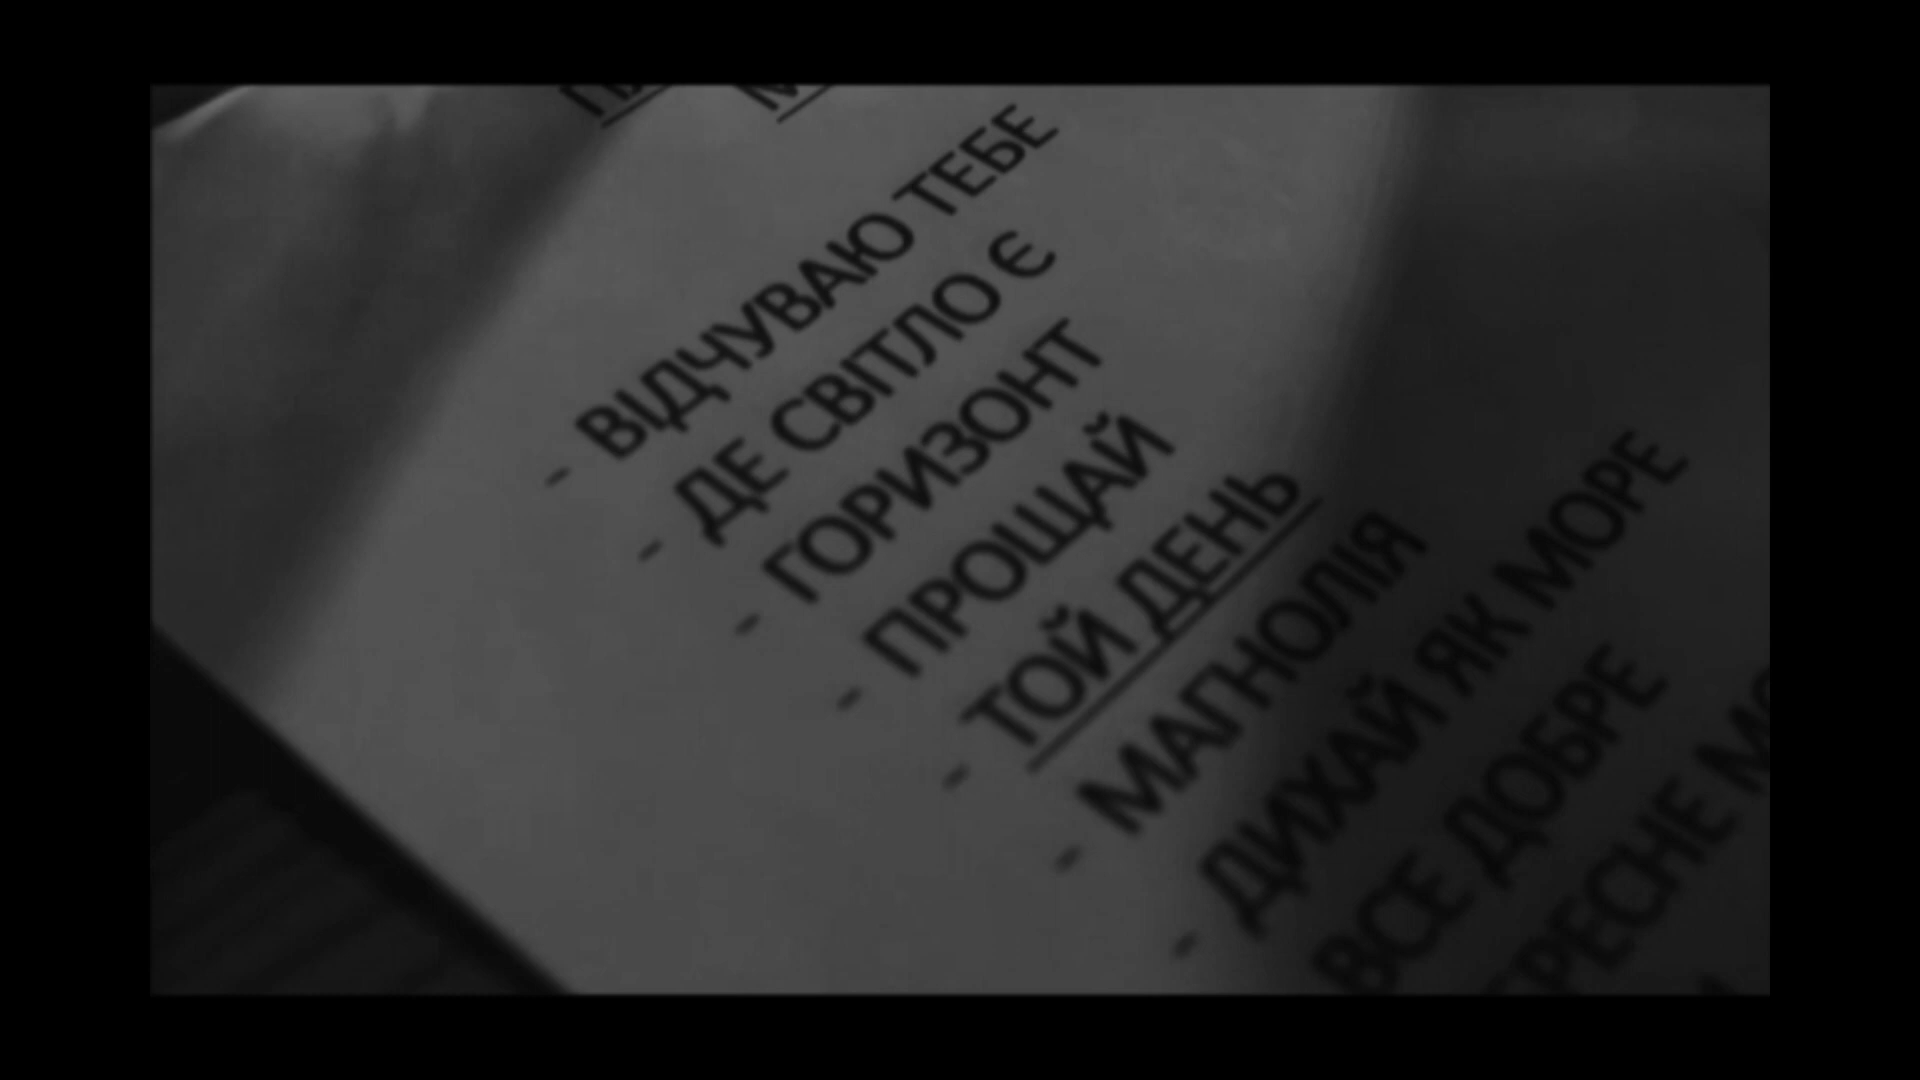 - ВІДЧУВАЮ ТЕБЕ
- ДЕ СВІТЛО Є
- ГОРИЗОНТ
- ПРОЩАЙ
- ТОЙ ДЕНЬ
- МАГНОЛІЯ
- ДИХАЙ ЯК МОРЕ
ВСЕ ДОБРЕ